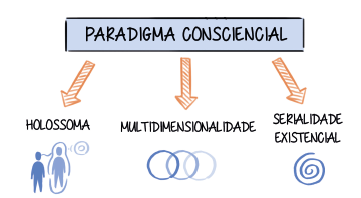 PARADIGMA CONSCIENCIAL
HOLOSSOMA
MULTIDIMENSIONALIDADE
SERIALIDADE
EXISTENCIAL